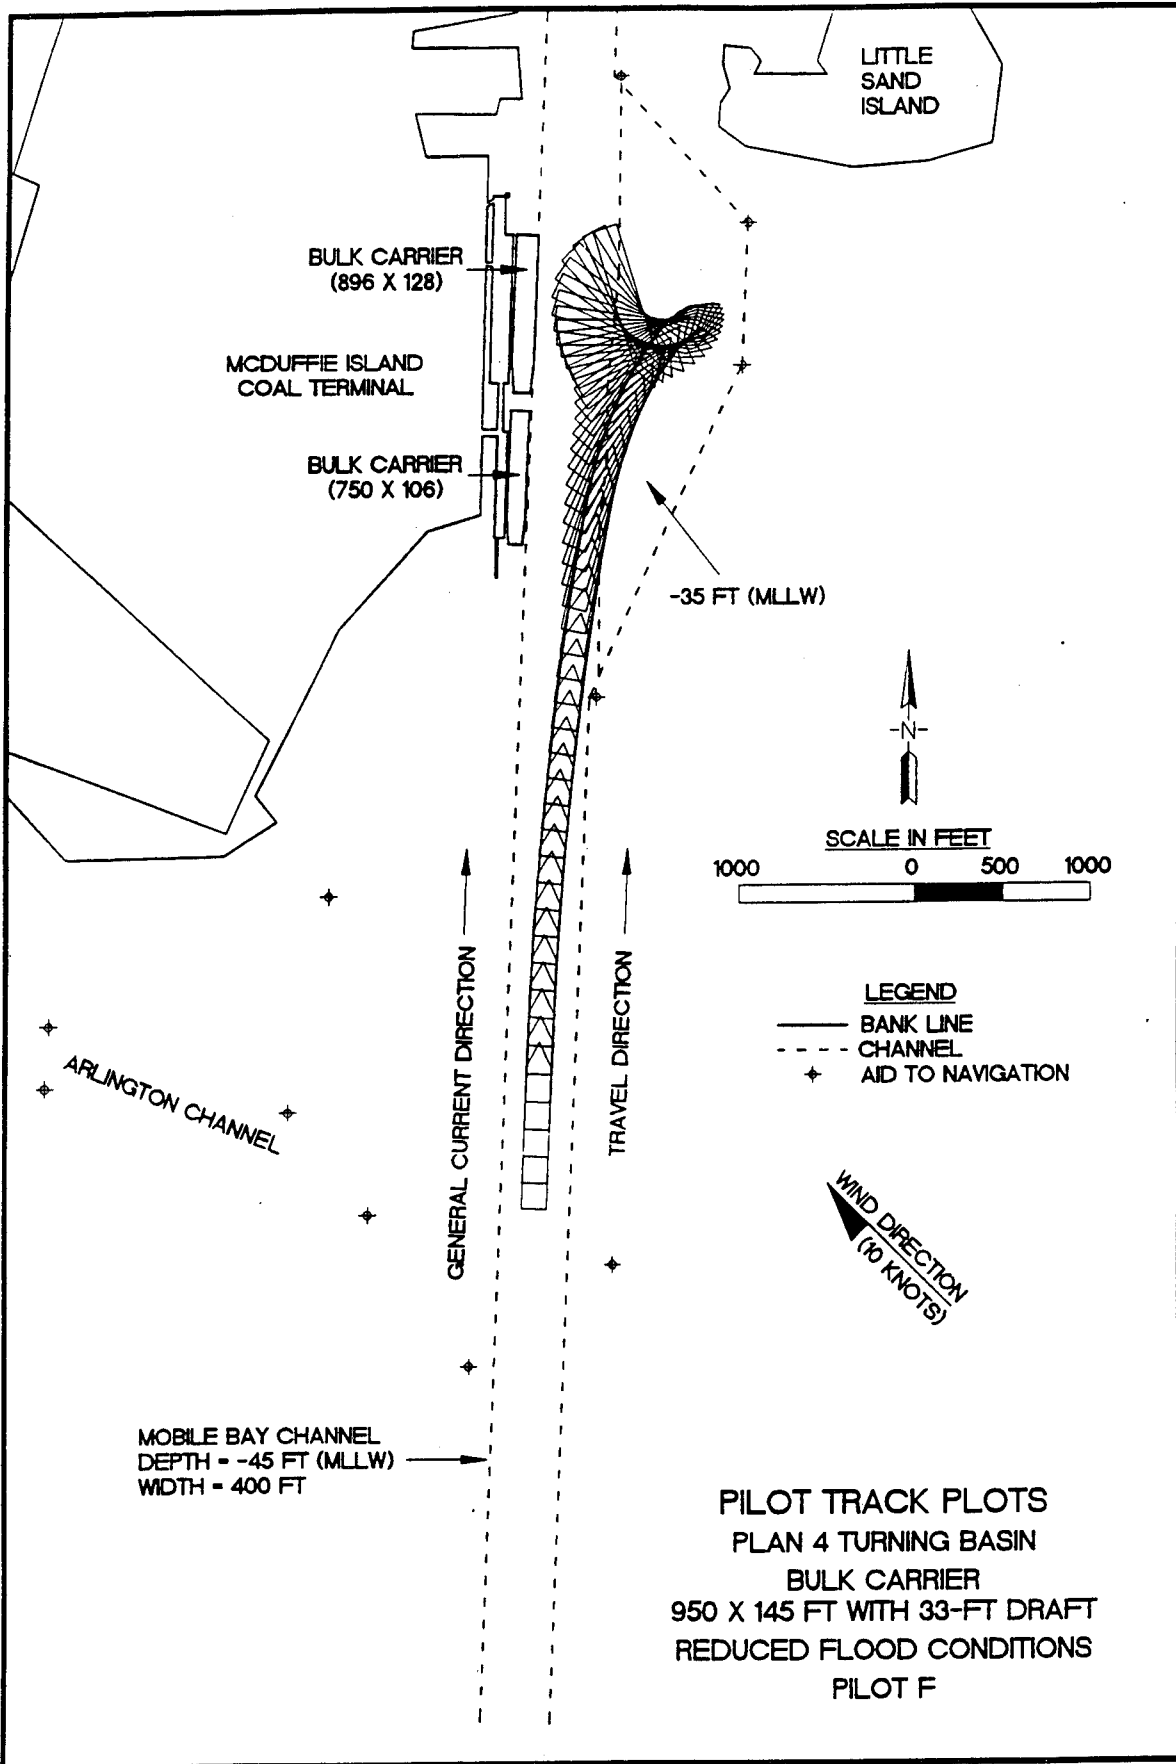 LITTLE
SAND
ISLAND
BULK CARRIER
(896 X 128)
MCDUFFIE ISLAND
COAL TERMINAL
BULK CARRIER
(750 X 106)
-35 FT (MLLW)
-N-
SCALE IN FEET
1000 0 500 1000
GENERAL CURRENT DIRECTION
TRAVEL DIRECTION
LEGEND
BANK LINE
CHANNEL
AID TO NAVIGATION
ARLINGTON CHANNEL
WIND DIRECTION
(10 KNOTS)
MOBILE BAY CHANNEL
DEPTH = -45 FT (MLLW)
WIDTH = 400 FT
PILOT TRACK PLOTS
PLAN 4 TURNING BASIN
BULK CARRIER
950 X 145 FT WITH 33-FT DRAFT
REDUCED FLOOD CONDITIONS
PILOT F